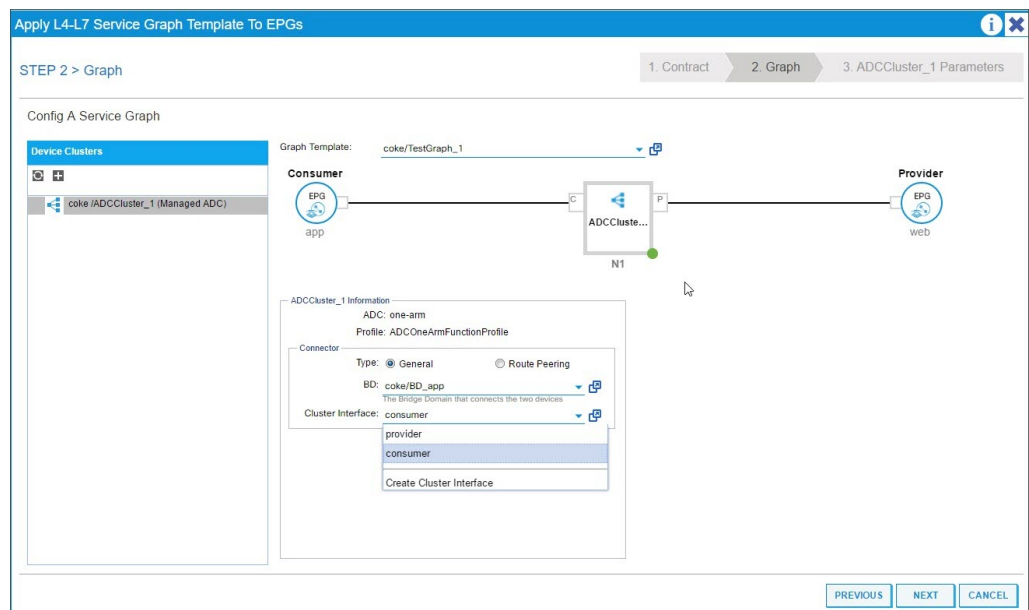 Apply L4-L7 Service Graph Template To EPGs
STEP 2 > Graph
1. Contract
2. Graph
3. ADCCluster_1 Parameters
Config A Service Graph
Device Clusters
coke /ADCCluster_1 (Managed ADC)
Graph Template: coke/TestGraph_1
Consumer
Provider
EPG
C
P
EPG
app
ADCCluste...
web
N1
ADCCluster_1 Information
ADC: one-arm
Profile: ADCOneArmFunctionProfile
Connector
Type: General Route Peering
BD: coke/BD_app
The Bridge Domain that connects the two devices
Cluster Interface: consumer
provider
consumer
Create Cluster Interface
PREVIOUS
NEXT
CANCEL